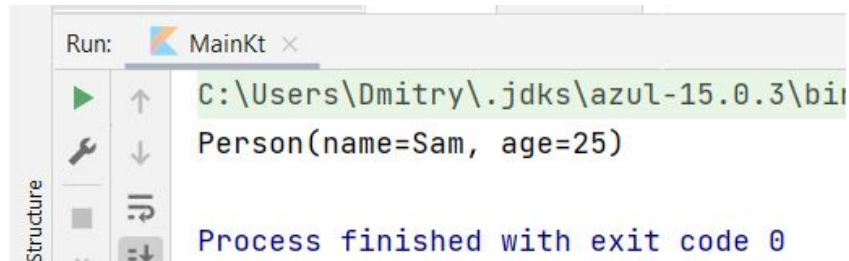 Run: MainKt
C:\Users\Dmitry\.jdks\azul-15.0.3\bin
Person(name=Sam, age=25)
Process finished with exit code 0
Structure